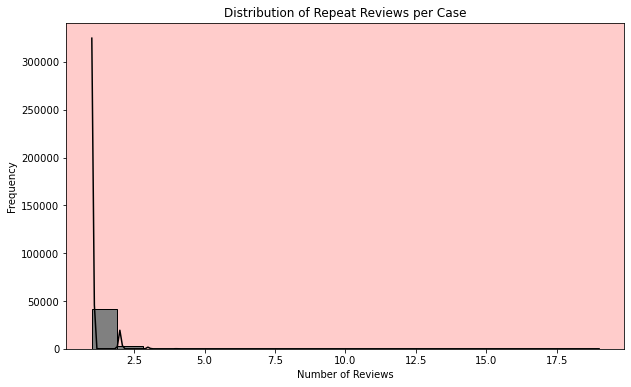 Distribution of Repeat Reviews per Case
300000
250000
200000
150000
100000
50000
0
Frequency
2.5 5.0 7.5 10.0 12.5 15.0 17.5
Number of Reviews